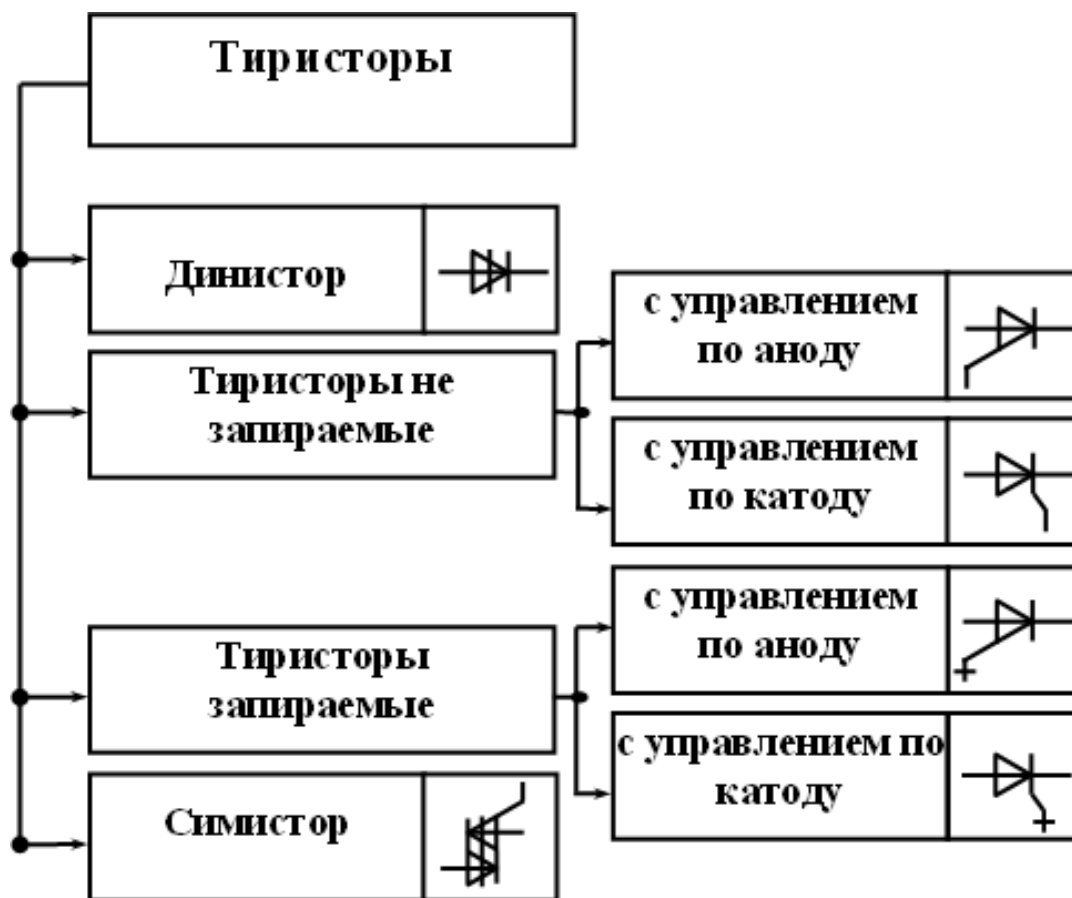 Тиристоры
Динистор
Тиристоры не
запираемые
с управлением
по аноду
с управлением
по катоду
Тиристоры
запираемые
с управлением
по аноду
с управлением по
катоду
Симистор